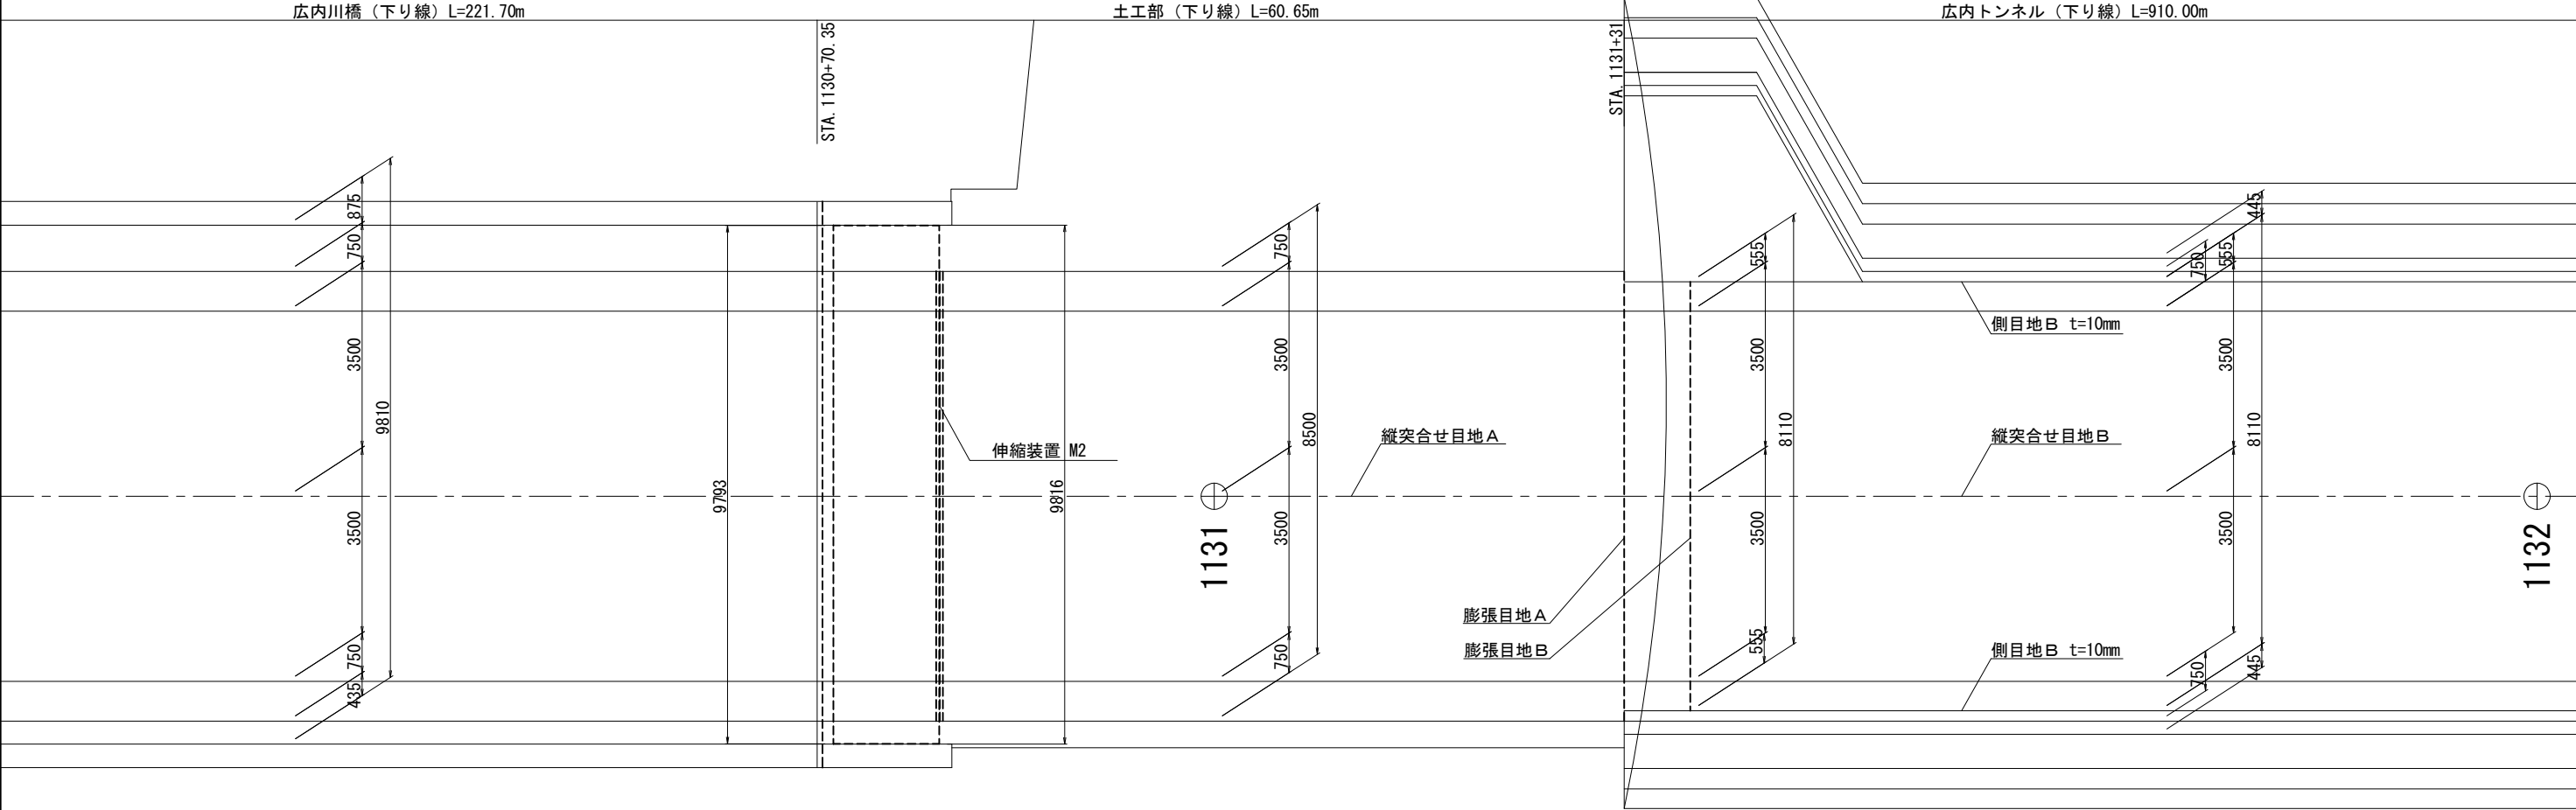 広内川橋（下り線）L=221.70m
土工部（下り線）L=60.65m
広内トンネル（下り線）L=910.00m
STA. 1130+70.35
STA. 1131+31
875
750
3500
9810
3500
750
435
9793
9816
伸縮装置 M2
1131
750
3500
8500
3500
750
縦突合せ目地A
膨張目地A
膨張目地B
555
3500
8110
3500
555
側目地B t=10mm
縦突合せ目地B
側目地B t=10mm
445
555
750
3500
8110
3500
750
445
1132